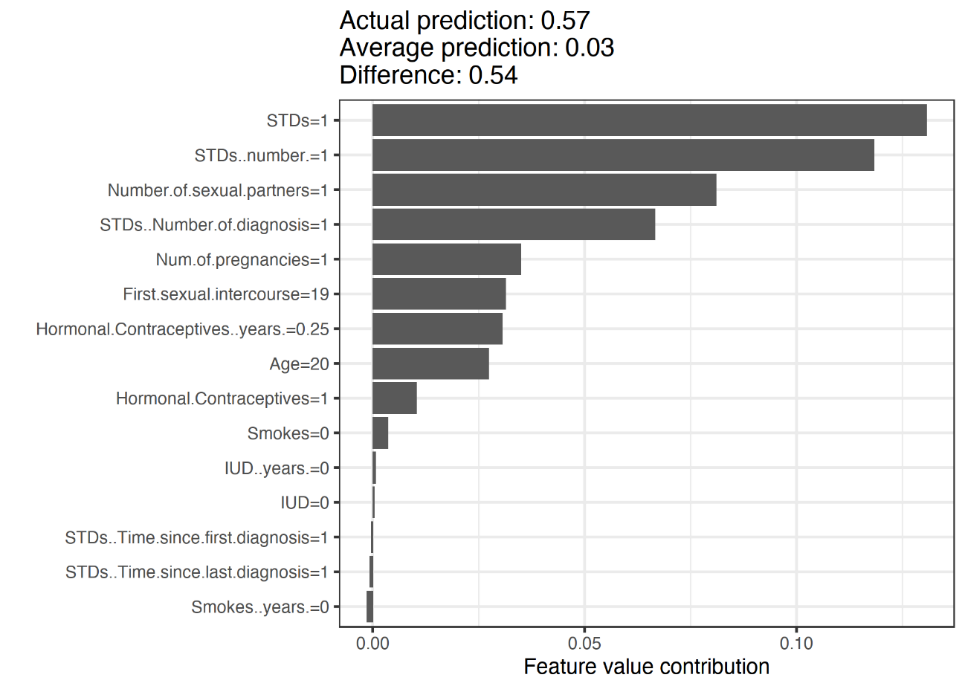 Actual prediction: 0.57
Average prediction: 0.03
Difference: 0.54
STDs=1
STDs..number.=1
Number.of.sexual.partners=1
STDs..Number.of.diagnosis=1
Num.of.pregnancies=1
First.sexual.intercourse=19
Hormonal.Contraceptives..years.=0.25
Age=20
Hormonal.Contraceptives=1
Smokes=0
IUD..years.=0
IUD=0
STDs..Time.since.first.diagnosis=1
STDs..Time.since.last.diagnosis=1
Smokes..years.=0
0.00 0.05 0.10
Feature value contribution